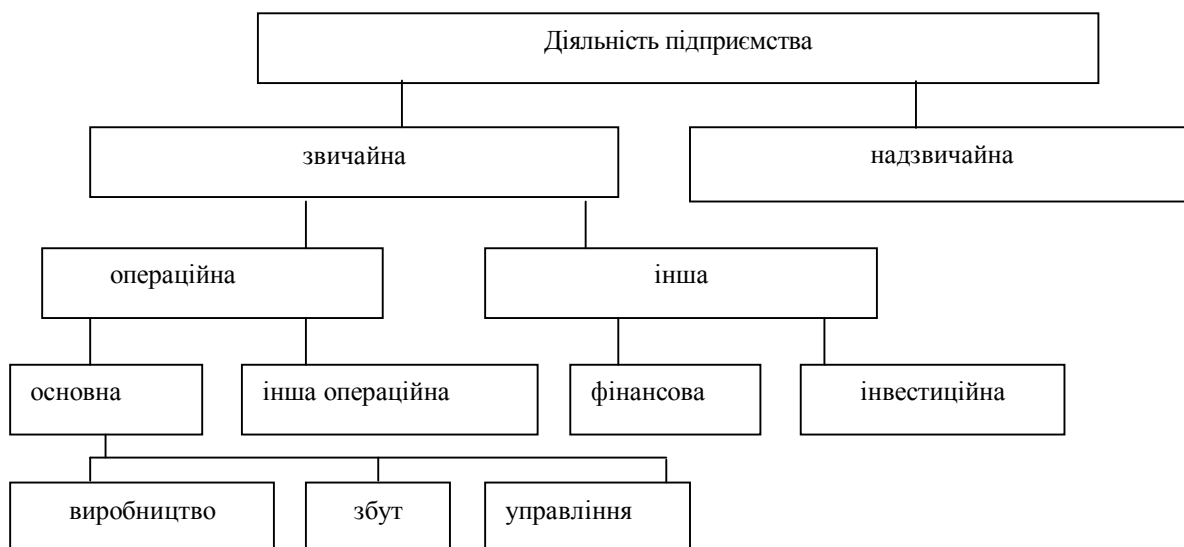 Діяльність підприємства
звичайна
надзвичайна
операційна
інша
основна
інша операційна
фінансова
інвестиційна
виробництво
збут
управління